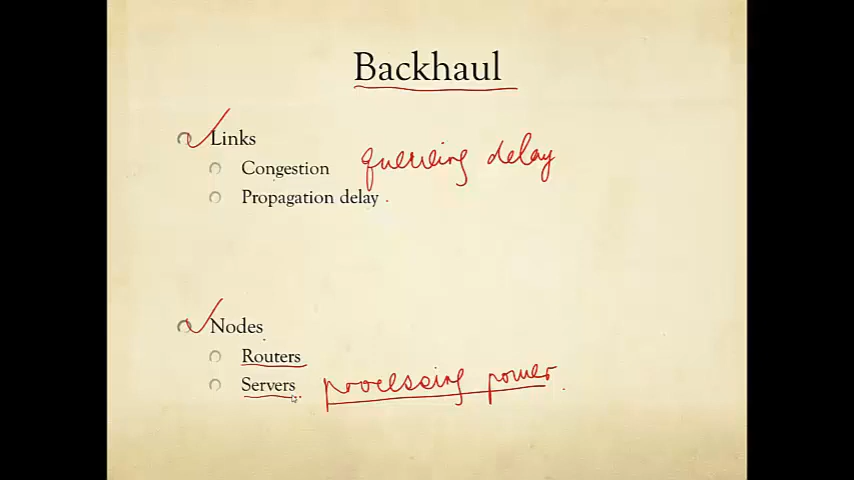 Backhaul
Links
Congestion queueing delay
Propagation delay
Nodes
Routers
Servers processing power